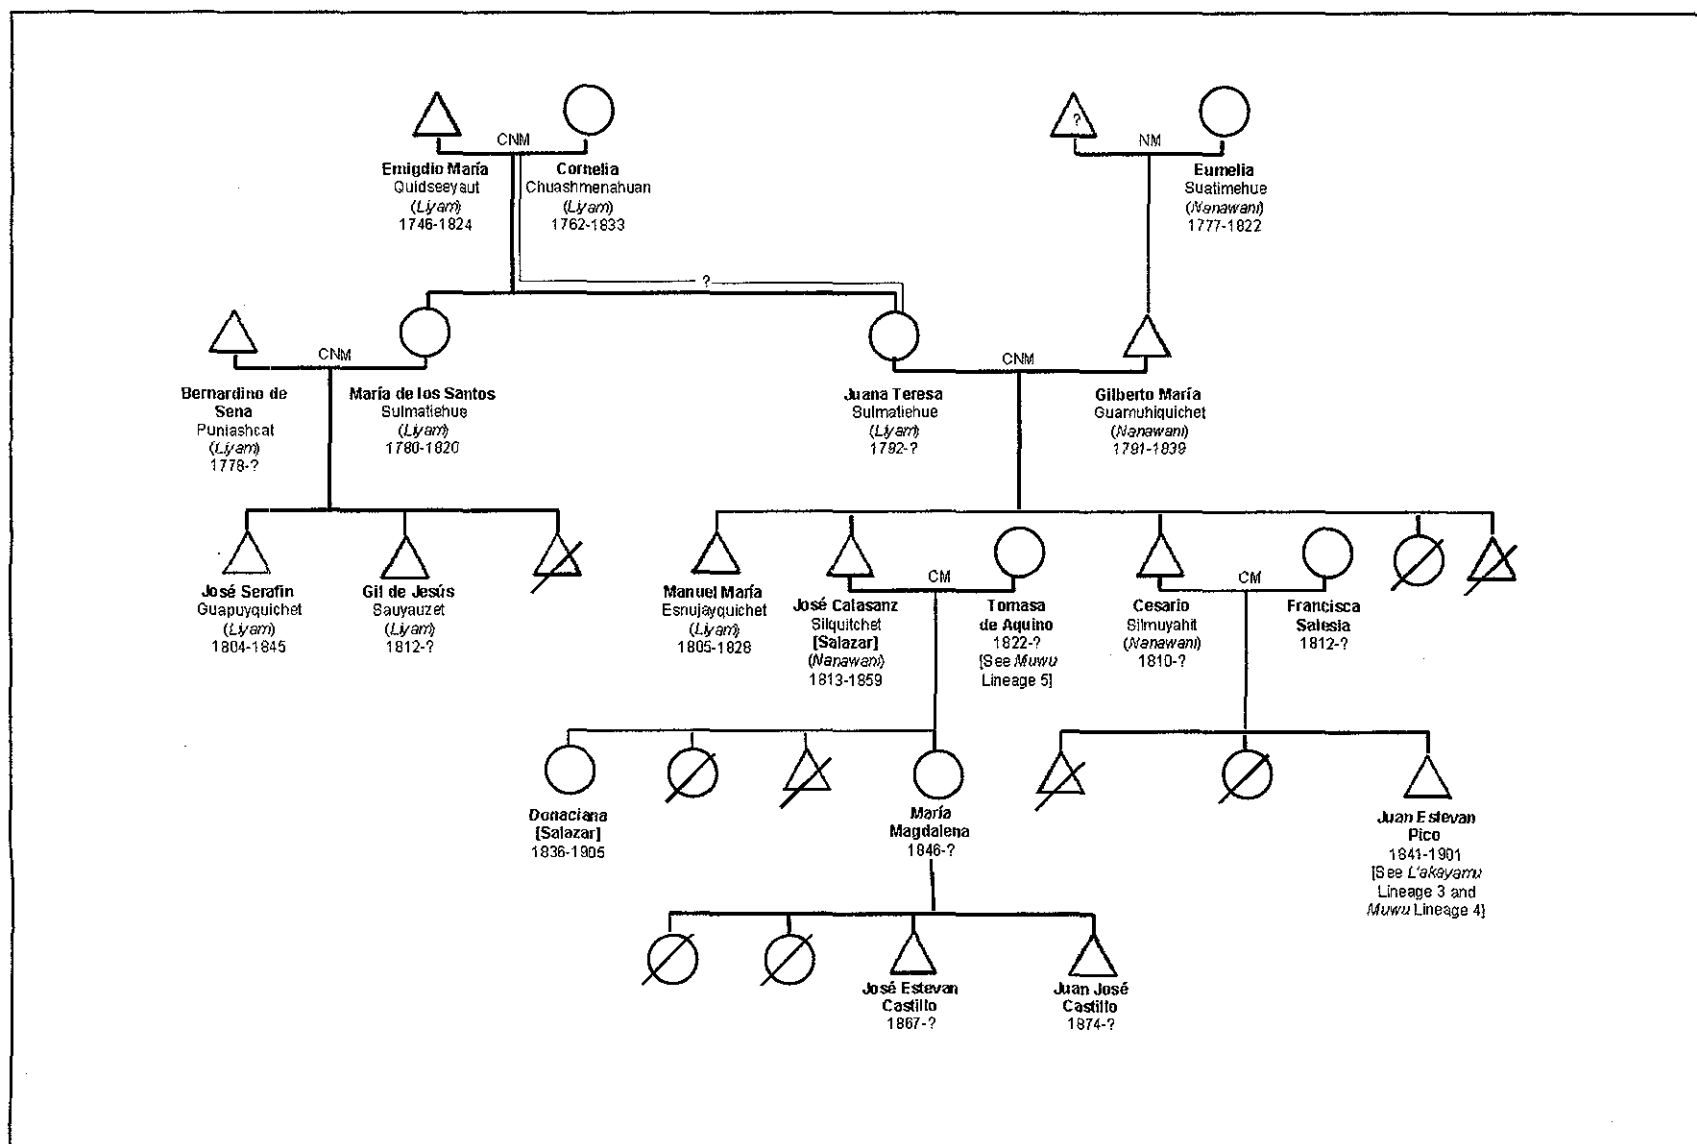 ?
CNM
NM
Emigdio María
Quidseeyaut
(Liyam)
1746-1824
Cornelia
Chuashmenahuan
(Liyam)
1762-1833
Eumelia
Suatimehue
(Nanawani)
1777-1822
?
CNM
CNM
Bernardino de
Sena
Puniashcat
(Liyam)
1778-?
María de los Santos
Sulmatiehue
(Liyam)
1780-1820
Juana Teresa
Sulmatiehue
(Liyam)
1792-?
Gilberto María
Guamuhiquichet
(Nanawani)
1791-1839
CM
CM
José Serafín
Guapuyquichet
(Liyam)
1804-1845
Gil de Jesús
Sauyauzet
(Liyam)
1812-?
Manuel María
Esnujayquichet
(Liyam)
1805-1828
José Calasanz
Silquitchet
[Salazar]
(Nanawani)
1813-1859
Tomasa
de Aquino
1822-?
[See Muwu
Lineage 5]
Cesario
Silmuyahit
(Nanawani)
1810-?
Francisca
Salesia
1812-?
Donaciana
[Salazar]
1836-1905
María
Magdalena
1846-?
Juan Estevan
Pico
1841-1901
[See L'akayamu
Lineage 3 and
Muwu Lineage 4]
José Estevan
Castillo
1867-?
Juan José
Castillo
1874-?